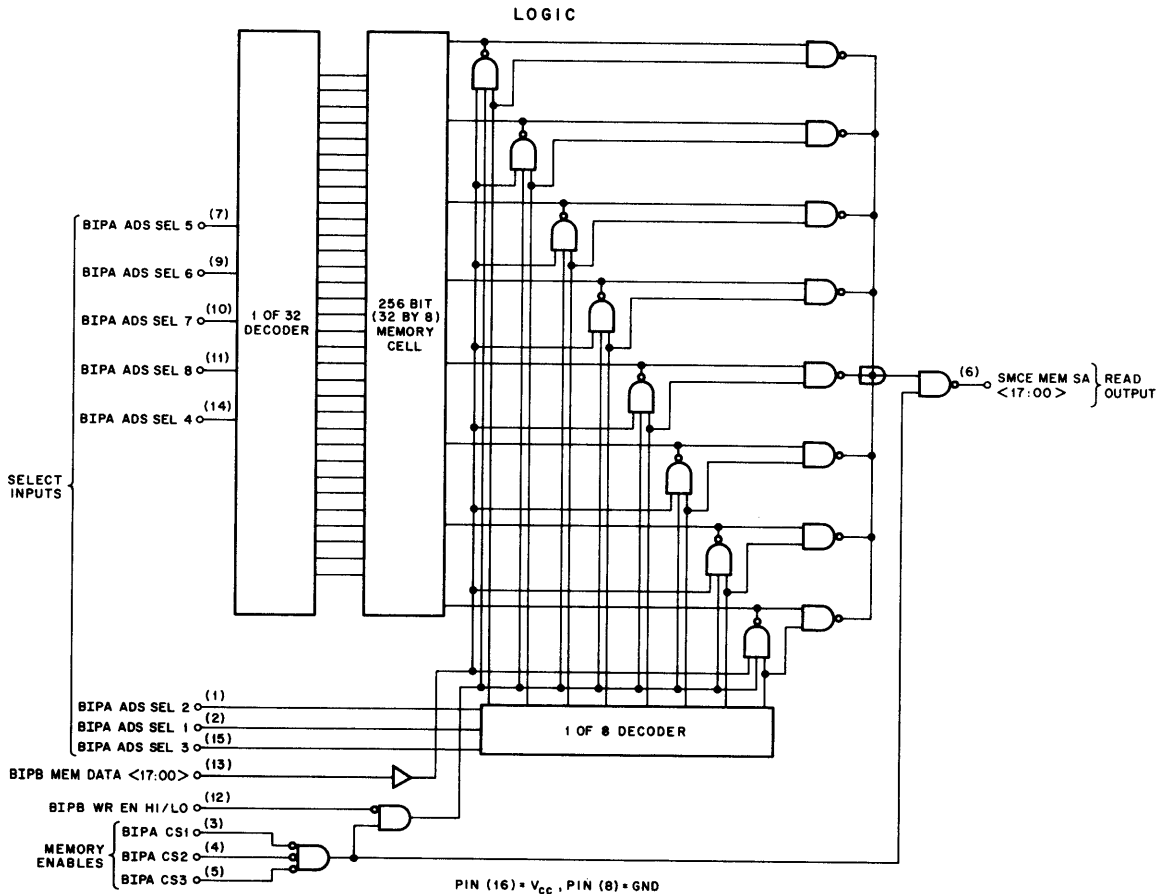 LOGIC
BIPA ADS SEL 5 (7)
BIPA ADS SEL 6 (9)
BIPA ADS SEL 7 (10)
BIPA ADS SEL 8 (11)
BIPA ADS SEL 4 (14)
1 OF 32
DECODER
256 BIT
(32 BY 8)
MEMORY
CELL
(6)
SMCE MEM SA
<17:00>
READ
OUTPUT
SELECT
INPUTS
BIPA ADS SEL 2 (1)
BIPA ADS SEL 1 (2)
BIPA ADS SEL 3 (15)
1 OF 8 DECODER
BIPB MEM DATA <17:00> (13)
BIPB WR EN HI/LO (12)
MEMORY
ENABLES
BIPA CS1 (3)
BIPA CS2 (4)
BIPA CS3 (5)
PIN (16) = VCC, PIN (8) = GND